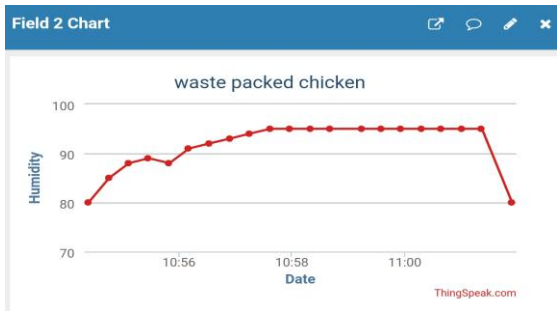 Field 2 Chart
waste packed chicken
100
90
80
70
Humidity
10:56
10:58
11:00
Date
ThingSpeak.com